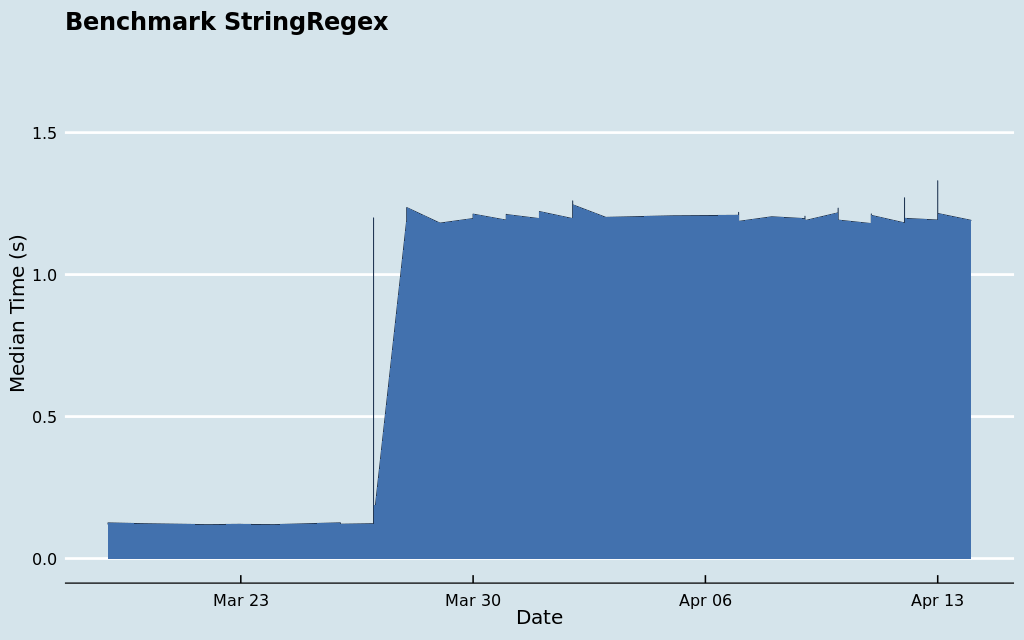 Benchmark StringRegex
1.5
1.0
0.5
0.0
Median Time (s)
Mar 23
Mar 30
Apr 06
Apr 13
Date